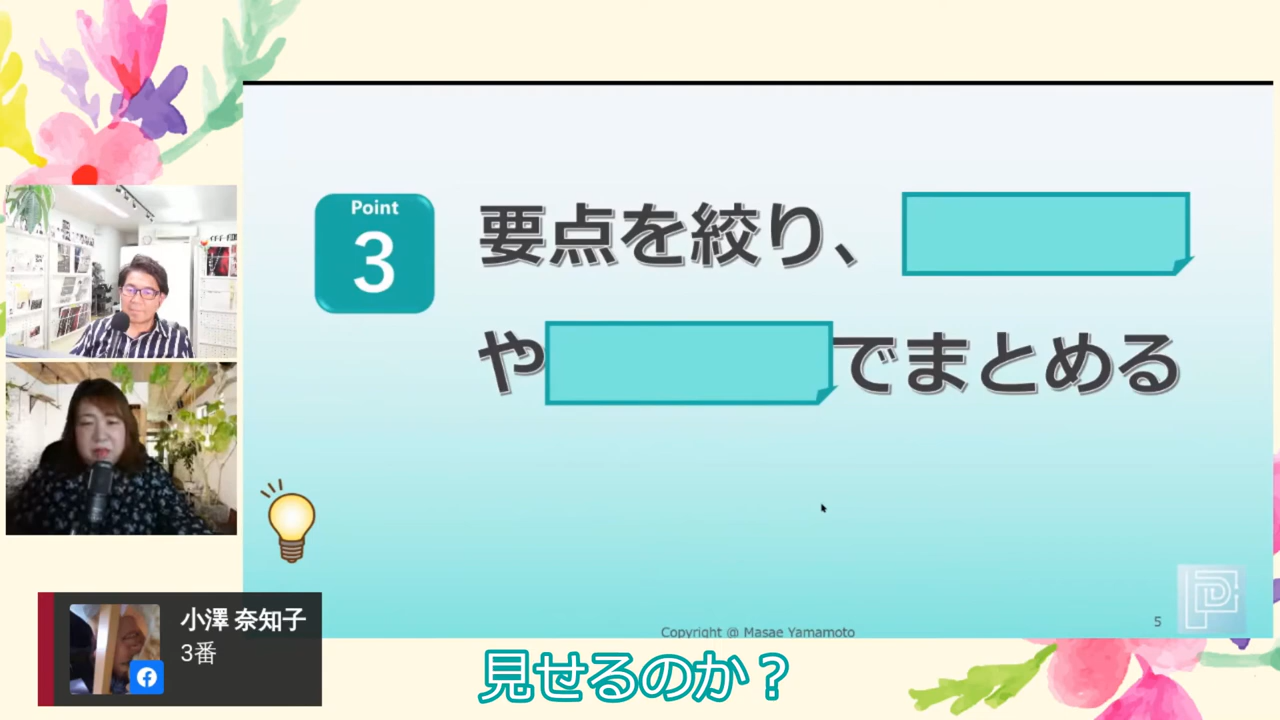 Point
3
要点を絞り、
や でまとめる
5
Copyright @ Masae Yamamoto
小澤 奈知子
3番
見せるのか？